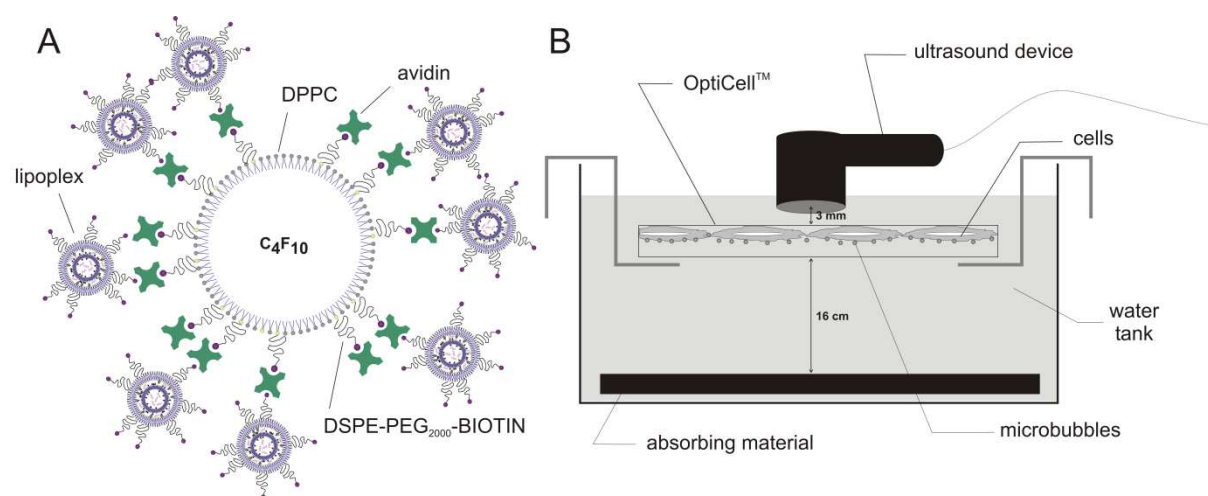 A
DPPC
avidin
lipoplex
C₄F₁₀
DSPE-PEG₂₀₀₀-BIOTIN
B
ultrasound device
OptiCell™
cells
3 mm
16 cm
water
tank
absorbing material
microbubbles